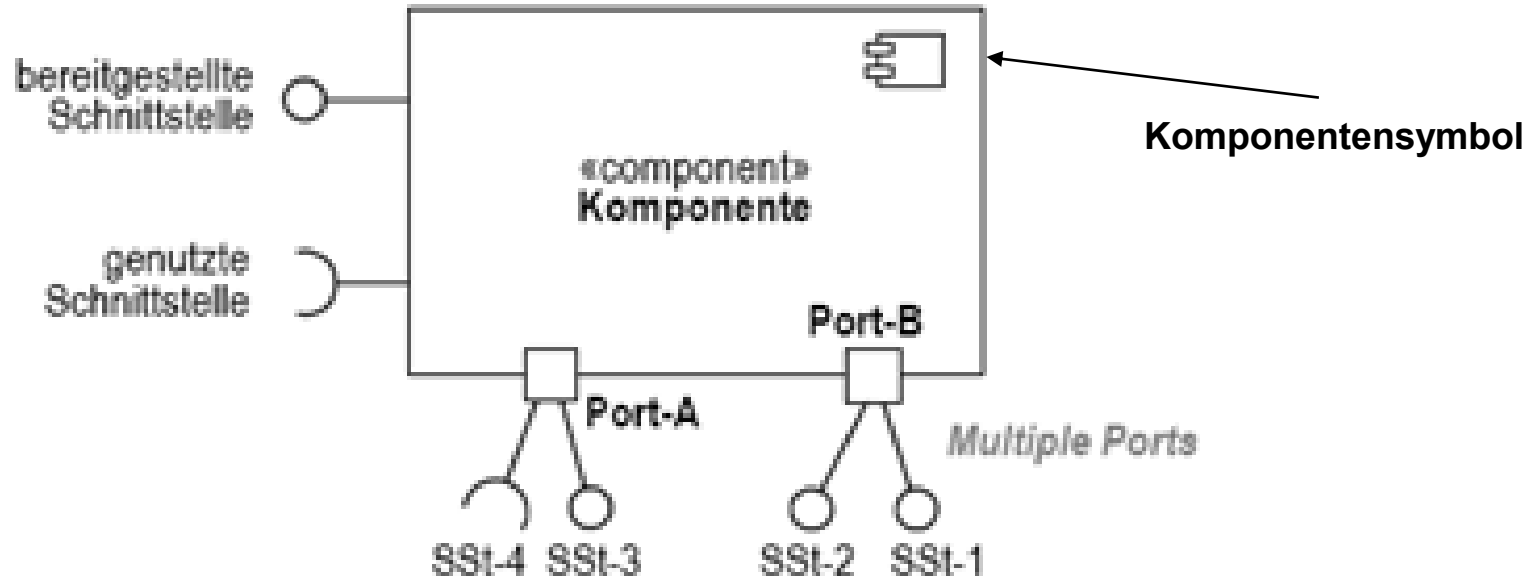 bereitgestellte
Schnittstelle
Komponentensymbol
«component»
Komponente
genutzte
Schnittstelle
Port-B
Port-A
Multiple Ports
SSt-4 SSt-3 SSt-2 SSt-1